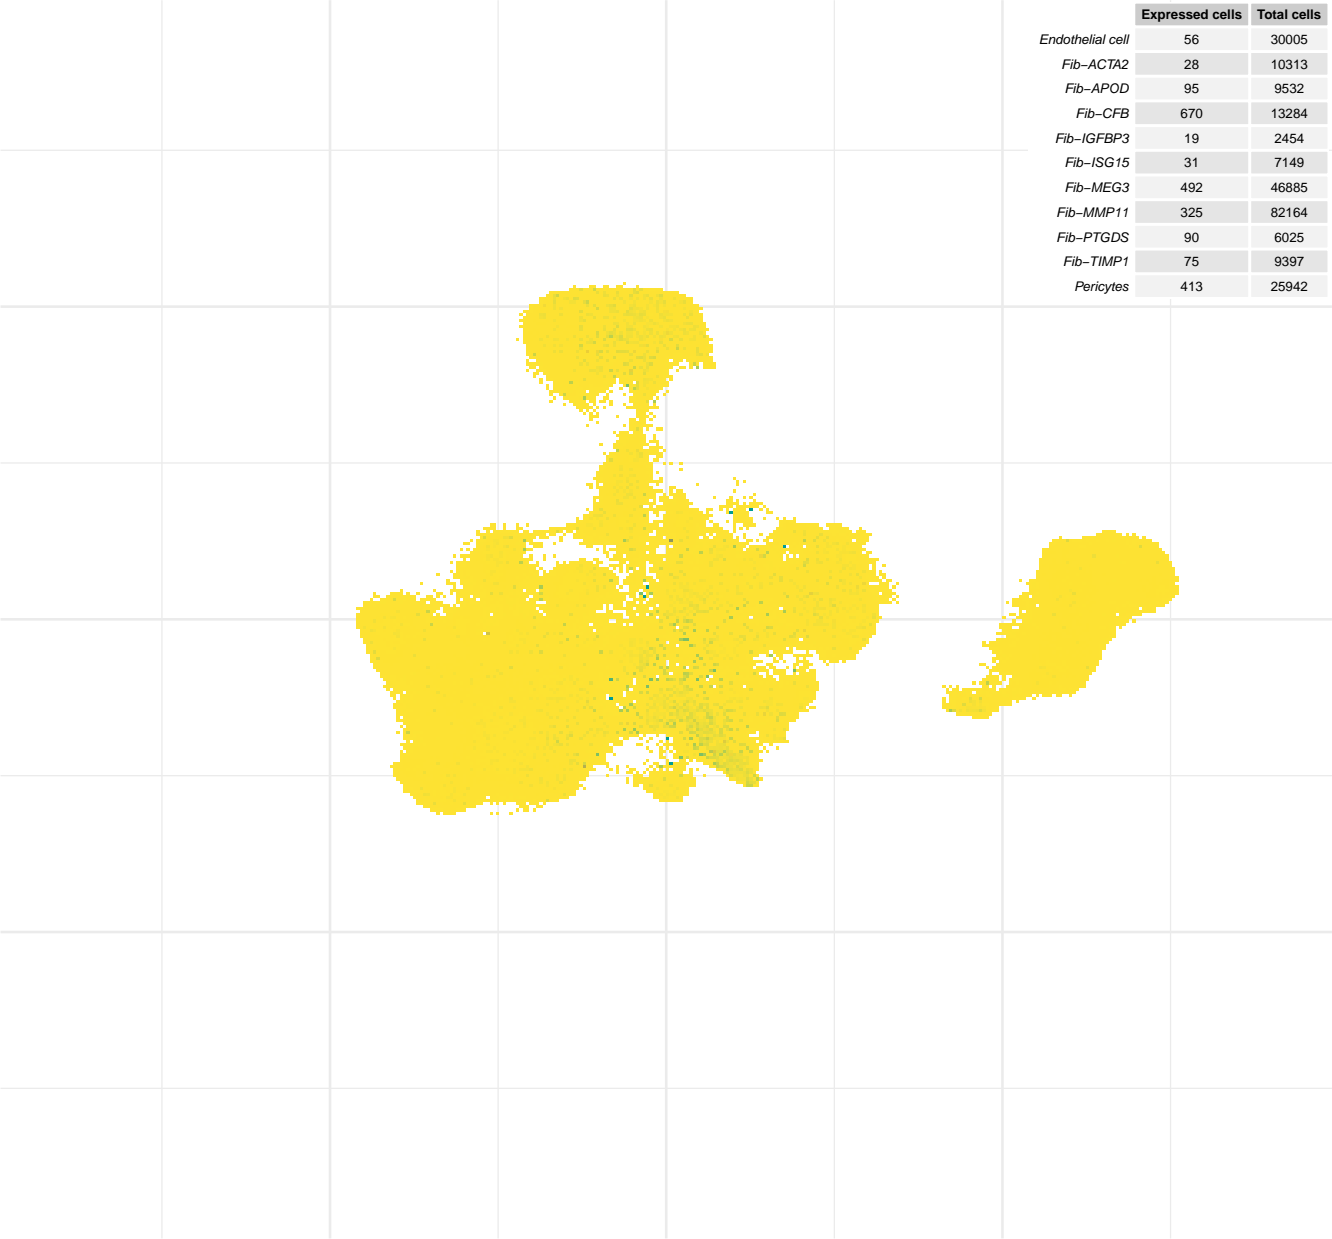 Expressed cells Total cells
Endothelial cell 56 30005
Fib−ACTA2 28 10313
Fib−APOD 95 9532
Fib−CFB 670 13284
Fib−IGFBP3 19 2454
Fib−ISG15 31 7149
Fib−MEG3 492 46885
Fib−MMP11 325 82164
Fib−PTGDS 90 6025
Fib−TIMP1 75 9397
Pericytes 413 25942